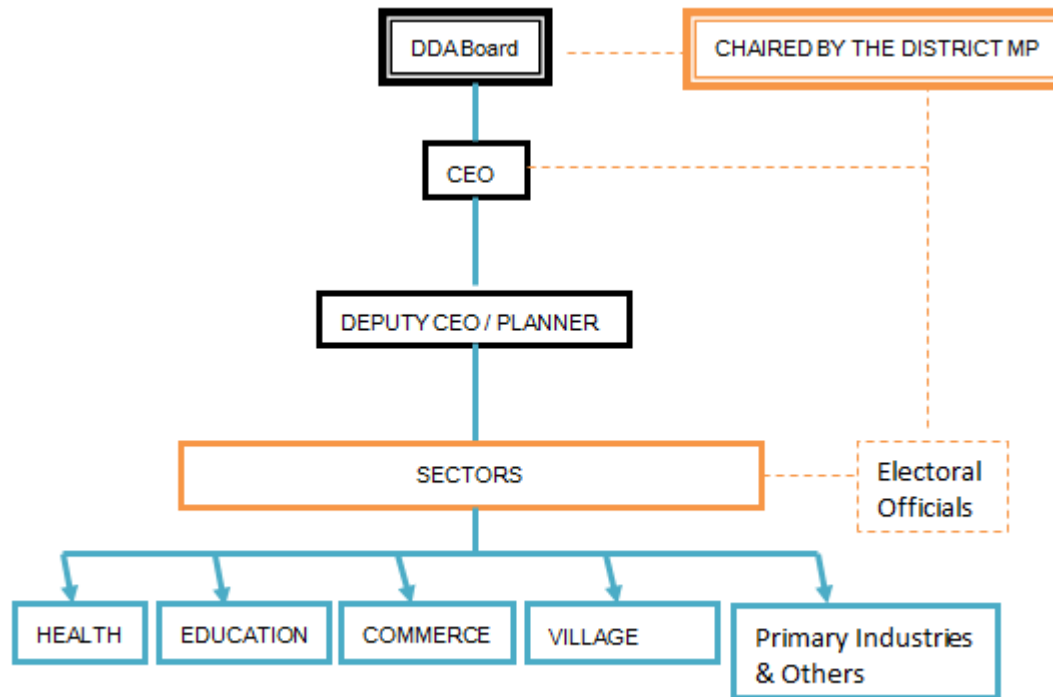 DDA Board
CHAIRED BY THE DISTRICT MP
CEO
DEPUTY CEO / PLANNER
SECTORS
Electoral
Officials
HEALTH
EDUCATION
COMMERCE
VILLAGE
Primary Industries
& Others